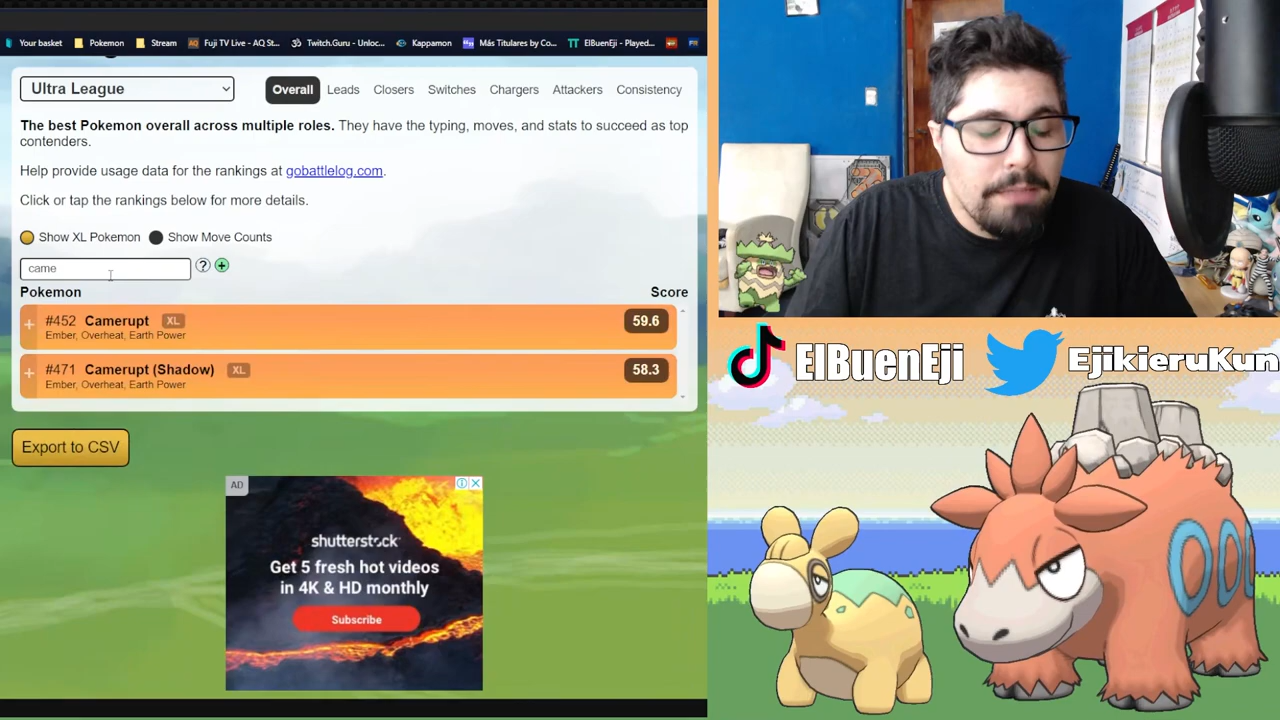 Your basket
Pokemon
Stream
Fuji TV Live - AQ St...
Twitch.Guru - Unloc...
Kappamon
Más Titulares by Co...
ElBuenEji - Played...
Ultra League
Overall
Leads
Closers
Switches
Chargers
Attackers
Consistency
The best Pokemon overall across multiple roles. They have the typing, moves, and stats to succeed as top
contenders.
Help provide usage data for the rankings at gobattlelog.com.
Click or tap the rankings below for more details.
Show XL Pokemon
Show Move Counts
came
?
+
Pokemon
Score
+
#452 Camerupt XL
59.6
Ember, Overheat, Earth Power
+
#471 Camerupt (Shadow) XL
58.3
Ember, Overheat, Earth Power
Export to CSV
AD
shutterstock
Get 5 fresh hot videos
in 4K & HD monthly
Subscribe
ElBuenEji
EjikieruKun